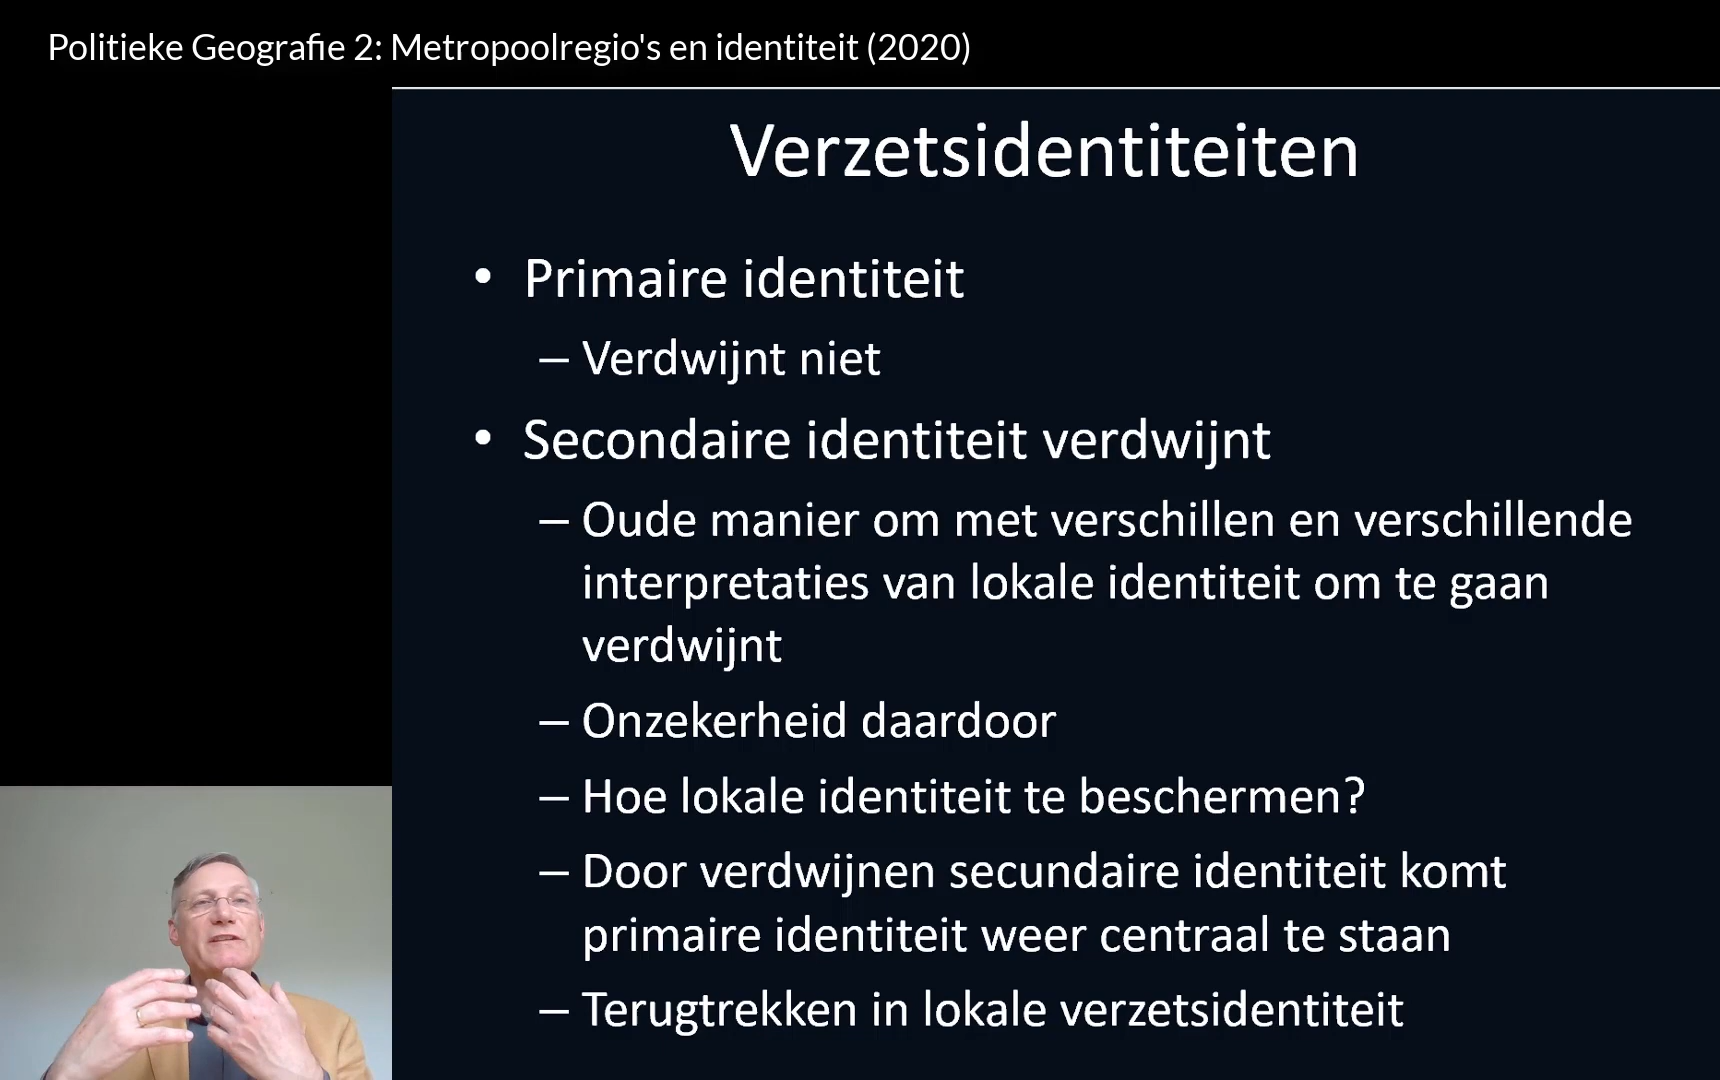 Politieke Geografie 2: Metropoolregio's en identiteit (2020)
Verzetsidentiteiten
• Primaire identiteit
– Verdwijnt niet
• Secondaire identiteit verdwijnt
– Oude manier om met verschillen en verschillende
interpretaties van lokale identiteit om te gaan
verdwijnt
– Onzekerheid daardoor
– Hoe lokale identiteit te beschermen?
– Door verdwijnen secundaire identiteit komt
primaire identiteit weer centraal te staan
– Terugtrekken in lokale verzetsidentiteit